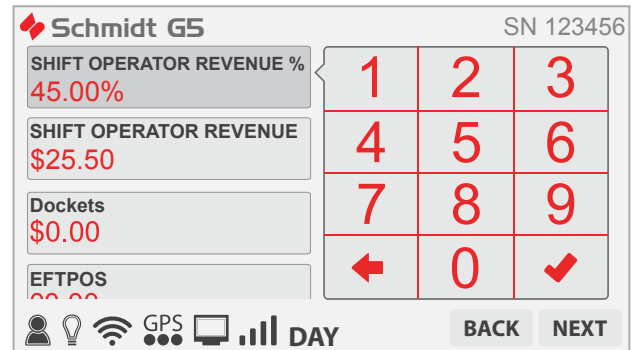 Schmidt G5
SN 123456
SHIFT OPERATOR REVENUE %
45.00%
SHIFT OPERATOR REVENUE
$25.50
Dockets
$0.00
EFTPOS
1 2 3
4 5 6
7 8 9
0
GPS
DAY
BACK NEXT